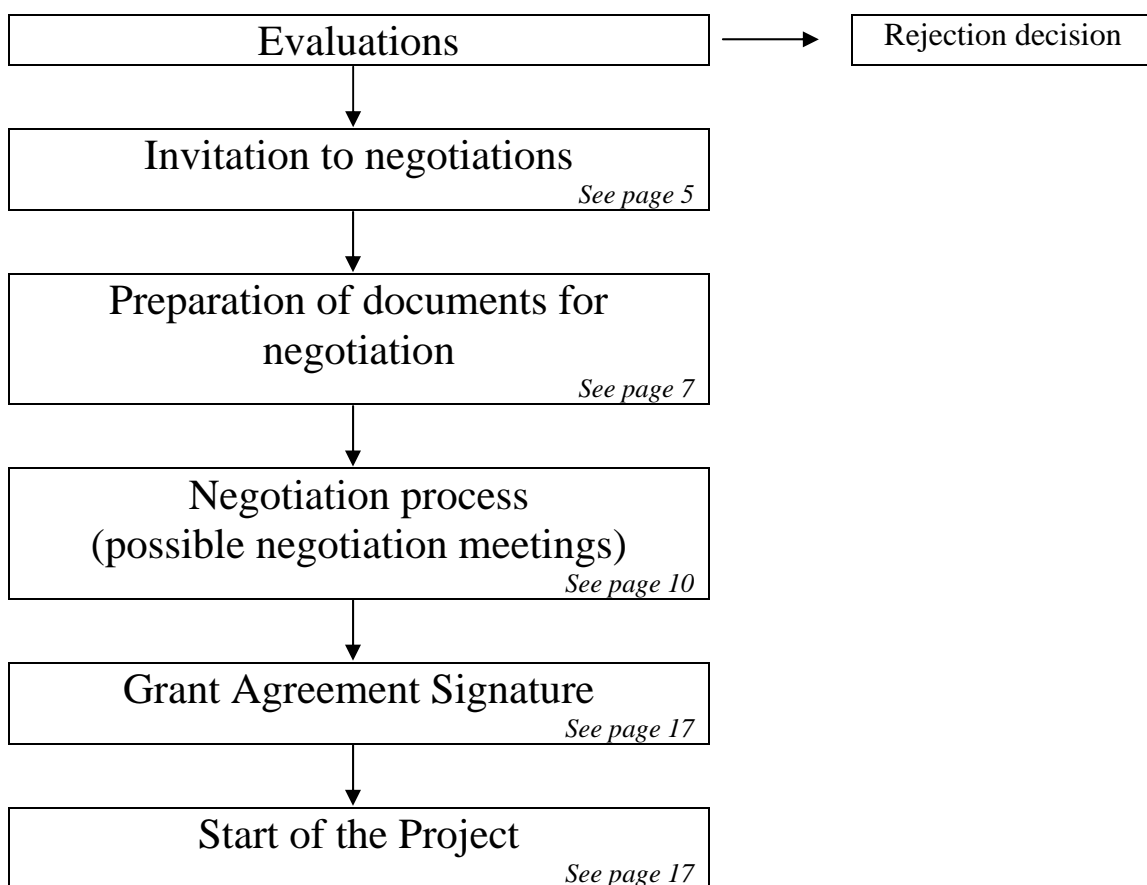 Evaluations
Rejection decision
Invitation to negotiations
See page 5
Preparation of documents for
negotiation
See page 7
Negotiation process
(possible negotiation meetings)
See page 10
Grant Agreement Signature
See page 17
Start of the Project
See page 17